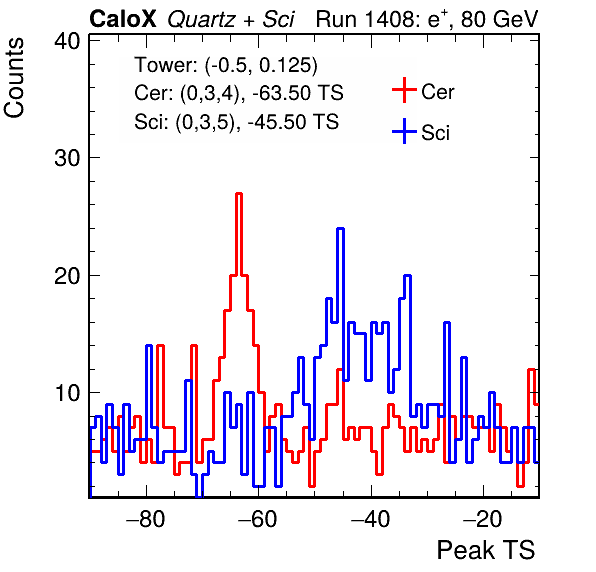 CaloX Quartz + Sci Run 1408: e⁺, 80 GeV
Counts
40
30
20
10
Tower: (-0.5, 0.125)
Cer: (0,3,4), -63.50 TS
Sci: (0,3,5), -45.50 TS
Cer
Sci
−80 −60 −40 −20
Peak TS